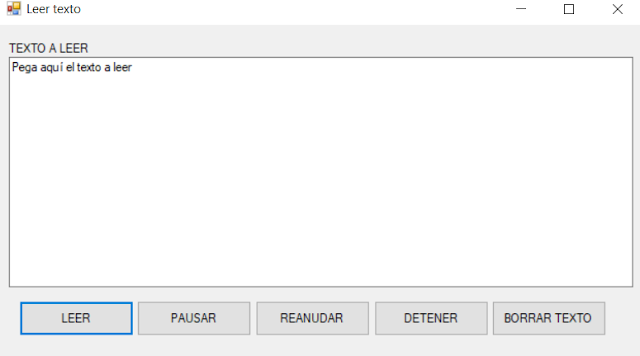 Leer texto
TEXTO A LEER
Pega aquí el texto a leer
LEER
PAUSAR
REANUDAR
DETENER
BORRAR TEXTO